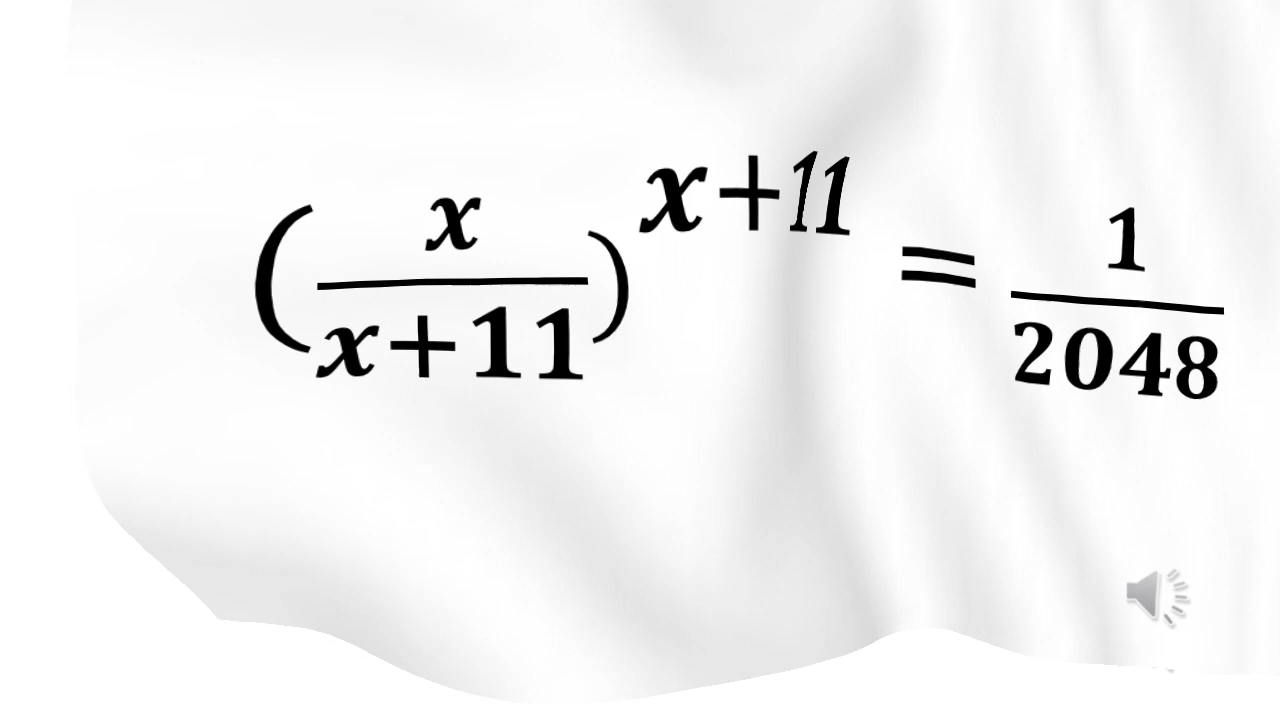 (x/(x+11))^(x+11) = 1/2048